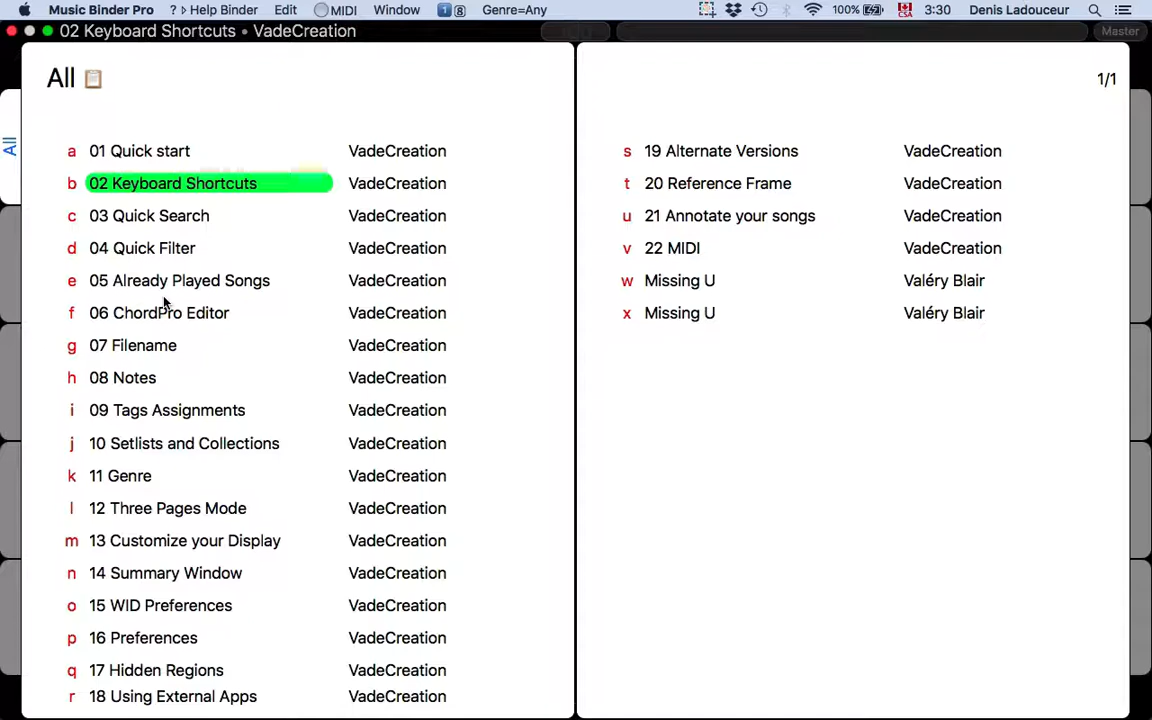 Music Binder Pro ? Help Binder Edit MIDI Window 1 8 Genre=Any 100% 3:30 Denis Ladouceur
02 Keyboard Shortcuts • VadeCreation Master
All
All
1/1
a 01 Quick start VadeCreation
b 02 Keyboard Shortcuts VadeCreation
c 03 Quick Search VadeCreation
d 04 Quick Filter VadeCreation
e 05 Already Played Songs VadeCreation
f 06 ChordPro Editor VadeCreation
g 07 Filename VadeCreation
h 08 Notes VadeCreation
i 09 Tags Assignments VadeCreation
j 10 Setlists and Collections VadeCreation
k 11 Genre VadeCreation
l 12 Three Pages Mode VadeCreation
m 13 Customize your Display VadeCreation
n 14 Summary Window VadeCreation
o 15 WID Preferences VadeCreation
p 16 Preferences VadeCreation
q 17 Hidden Regions VadeCreation
r 18 Using External Apps VadeCreation
s 19 Alternate Versions VadeCreation
t 20 Reference Frame VadeCreation
u 21 Annotate your songs VadeCreation
v 22 MIDI VadeCreation
w Missing U Valéry Blair
x Missing U Valéry Blair